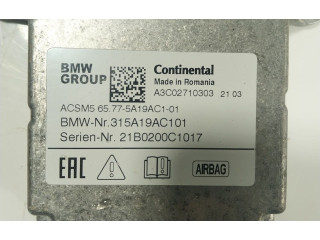 BMW
GROUP
Continental
Made in Romania
A3C02710303 21 03
ACSM5 65.77-5A19AC1-01
BMW-Nr.315A19AC101
Serien-Nr. 21B0200C1017
EAC
AIRBAG